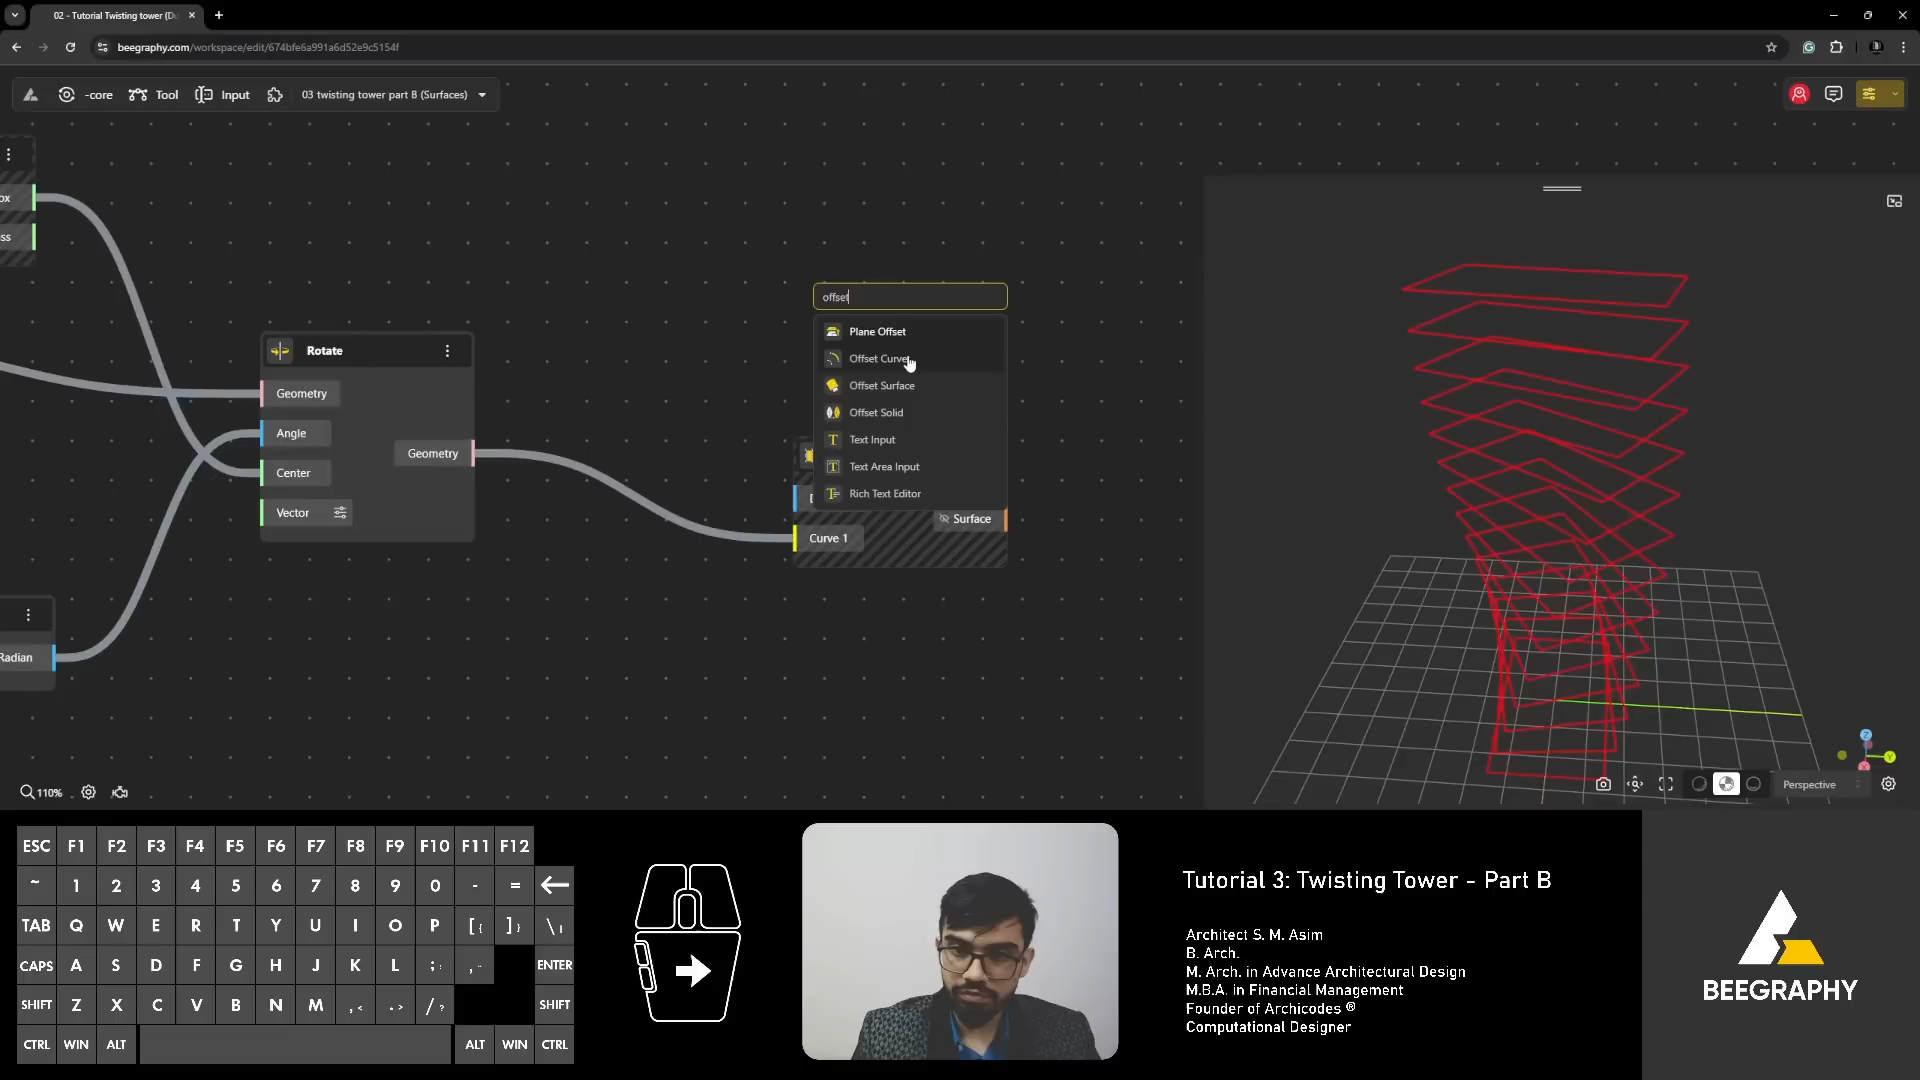 02 - Tutorial Twisting tower (Du
beegraphy.com/workspace/edit/674bfe6a991a6d52e9c5154f
-core Tool Input 03 twisting tower part B (Surfaces)
ox
ss
Rotate
Geometry
Angle
Center
Vector
Geometry
Radian
offset
Plane Offset
Offset Curve
Offset Surface
Offset Solid
Text Input
Text Area Input
Rich Text Editor
D
Surface
Curve 1
110%
Perspective
Z
Y
X
ESC F1 F2 F3 F4 F5 F6 F7 F8 F9 F10 F11 F12
~ 1 2 3 4 5 6 7 8 9 0 - =
TAB Q W E R T Y U I O P [ { ] } \ |
CAPS A S D F G H J K L ; : ENTER
SHIFT Z X C V B N M , < . > / ? SHIFT
CTRL WIN ALT ALT WIN CTRL
Tutorial 3: Twisting Tower - Part B
Architect S. M. Asim
B. Arch.
M. Arch. in Advance Architectural Design
M.B.A. in Financial Management
Founder of Archicodes ®
Computational Designer
BEEGRAPHY